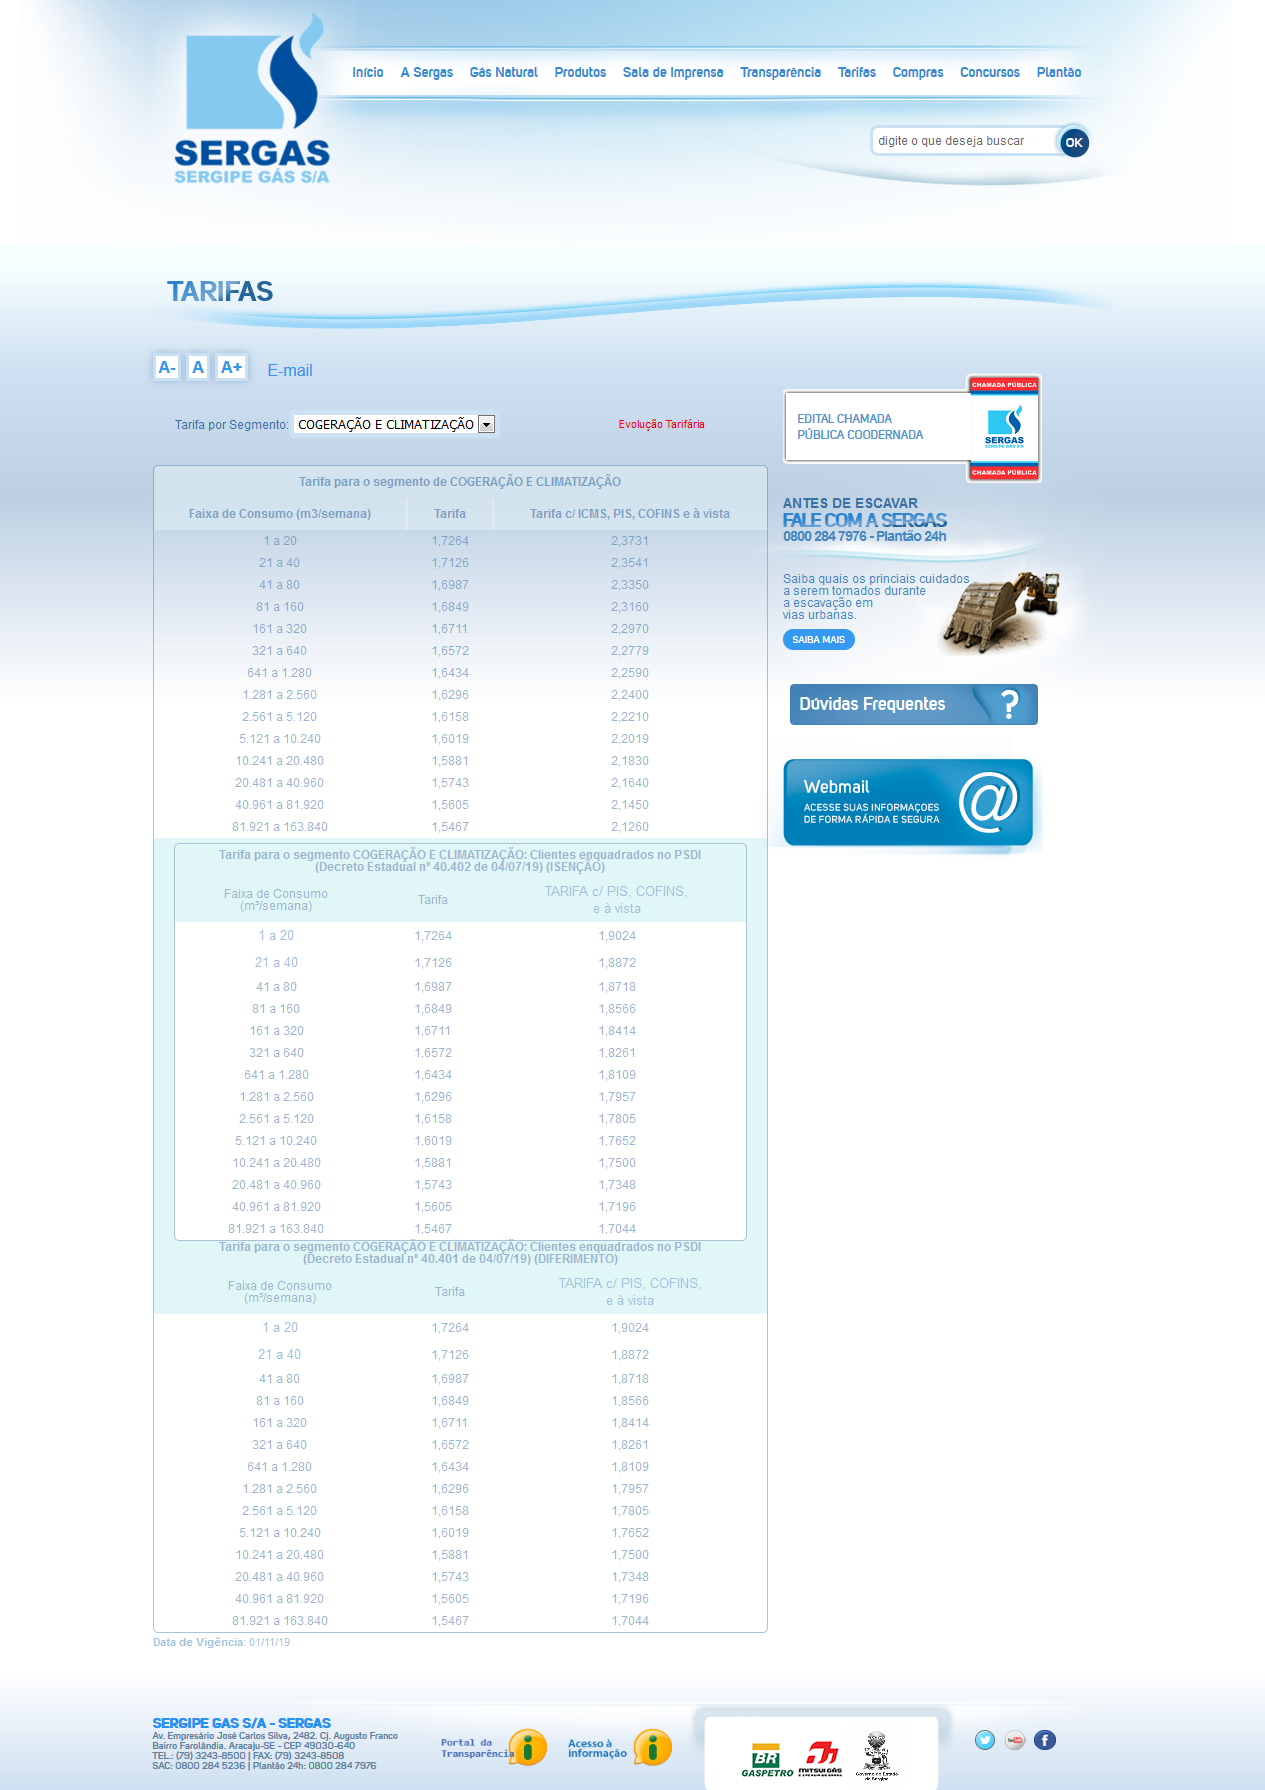 SERGAS
SERGIPE GÁS S/A
Início A Sergas Gás Natural Produtos Sala de Imprensa Transparência Tarifas Compras Concursos Plantão
digite o que deseja buscar OK
TARIFAS
A- A A+ E-mail
Tarifa por Segmento: COGERAÇÃO E CLIMATIZAÇÃO Evolução Tarifária
Tarifa para o segmento de COGERAÇÃO E CLIMATIZAÇÃO
Faixa de Consumo (m3/semana) Tarifa Tarifa c/ ICMS, PIS, COFINS e à vista
1 a 20 1,7264 2,3731
21 a 40 1,7126 2,3541
41 a 80 1,6987 2,3350
81 a 160 1,6849 2,3160
161 a 320 1,6711 2,2970
321 a 640 1,6572 2,2779
641 a 1.280 1,6434 2,2590
1.281 a 2.560 1,6296 2,2400
2.561 a 5.120 1,6158 2,2210
5.121 a 10.240 1,6019 2,2019
10.241 a 20.480 1,5881 2,1830
20.481 a 40.960 1,5743 2,1640
40.961 a 81.920 1,5605 2,1450
81.921 a 163.840 1,5467 2,1260
Tarifa para o segmento COGERAÇÃO E CLIMATIZAÇÃO: Clientes enquadrados no PSDI
(Decreto Estadual n° 40.402 de 04/07/19) (ISENÇÃO)
Faixa de Consumo
(m³/semana) Tarifa TARIFA c/ PIS, COFINS,
e à vista
1 a 20 1,7264 1,9024
21 a 40 1,7126 1,8872
41 a 80 1,6987 1,8718
81 a 160 1,6849 1,8566
161 a 320 1,6711 1,8414
321 a 640 1,6572 1,8261
641 a 1.280 1,6434 1,8109
1.281 a 2.560 1,6296 1,7957
2.561 a 5.120 1,6158 1,7805
5.121 a 10.240 1,6019 1,7652
10.241 a 20.480 1,5881 1,7500
20.481 a 40.960 1,5743 1,7348
40.961 a 81.920 1,5605 1,7196
81.921 a 163.840 1,5467 1,7044
Tarifa para o segmento COGERAÇÃO E CLIMATIZAÇÃO: Clientes enquadrados no PSDI
(Decreto Estadual n° 40.401 de 04/07/19) (DIFERIMENTO)
Faixa de Consumo
(m³/semana) Tarifa TARIFA c/ PIS, COFINS,
e à vista
1 a 20 1,7264 1,9024
21 a 40 1,7126 1,8872
41 a 80 1,6987 1,8718
81 a 160 1,6849 1,8566
161 a 320 1,6711 1,8414
321 a 640 1,6572 1,8261
641 a 1.280 1,6434 1,8109
1.281 a 2.560 1,6296 1,7957
2.561 a 5.120 1,6158 1,7805
5.121 a 10.240 1,6019 1,7652
10.241 a 20.480 1,5881 1,7500
20.481 a 40.960 1,5743 1,7348
40.961 a 81.920 1,5605 1,7196
81.921 a 163.840 1,5467 1,7044
Data de Vigência: 01/11/19
CHAMADA PÚBLICA
EDITAL CHAMADA
PÚBLICA COODERNADA
SERGAS
SERGIPE GÁS S/A
CHAMADA PÚBLICA
ANTES DE ESCAVAR
FALE COM A SERGAS
0800 284 7976 - Plantão 24h
Saiba quais os princiais cuidados
a serem tomados durante
a escavação em
vias urbanas.
SAIBA MAIS
Dúvidas Frequentes ?
Webmail @
ACESSE SUAS INFORMAÇOES
DE FORMA RÁPIDA E SEGURA
SERGIPE GAS S/A - SERGAS
Av. Empresário José Carlos Silva, 2482. Cj. Augusto Franco
Bairro Farolândia. Aracaju-SE - CEP 49030-640
TEL.: (79) 3243-8500 | FAX: (79) 3243-8508
SAC: 0800 284 5236 | Plantão 24h: 0800 284 7976
Portal da
Transparência i
Acesso à
informação i
BR
GASPETRO
MITSUI GÁS
Governo do Estado
de Sergipe
You Tube f